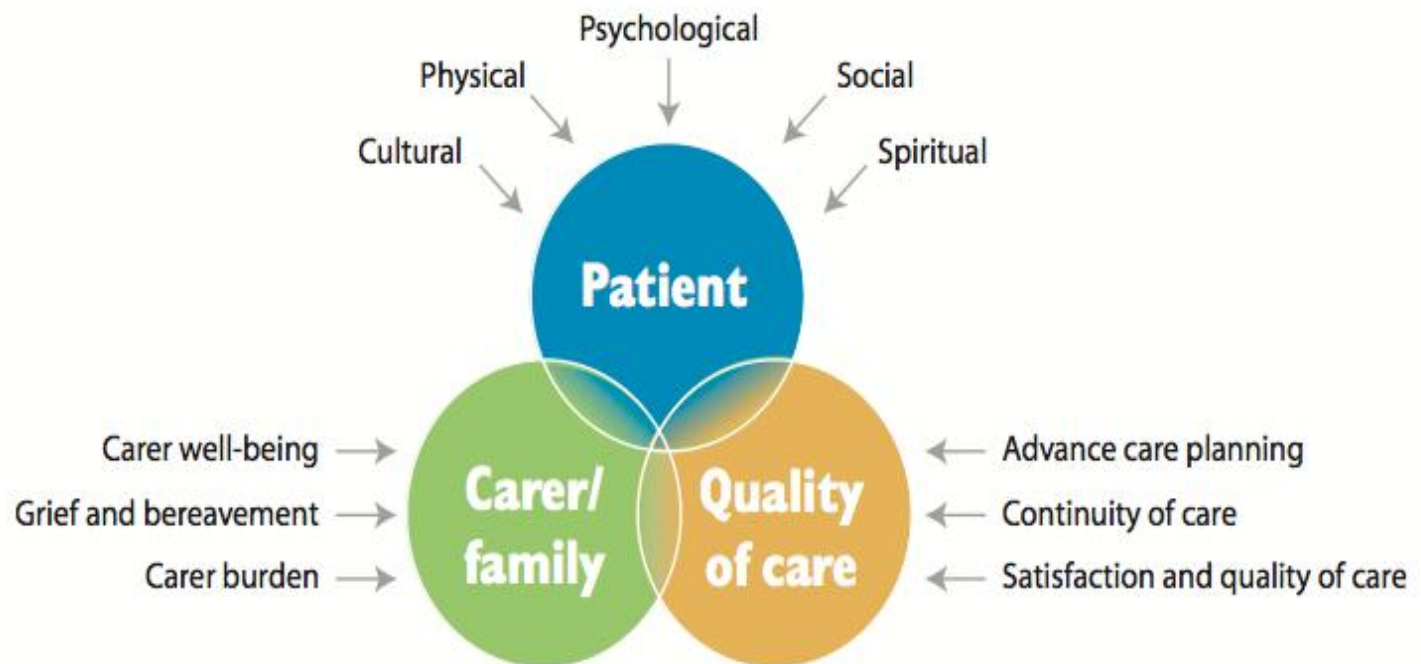 Psychological
Physical
Social
Cultural
Spiritual
Patient
Carer well-being
Grief and bereavement
Carer burden
Carer/
family
Quality
of care
Advance care planning
Continuity of care
Satisfaction and quality of care